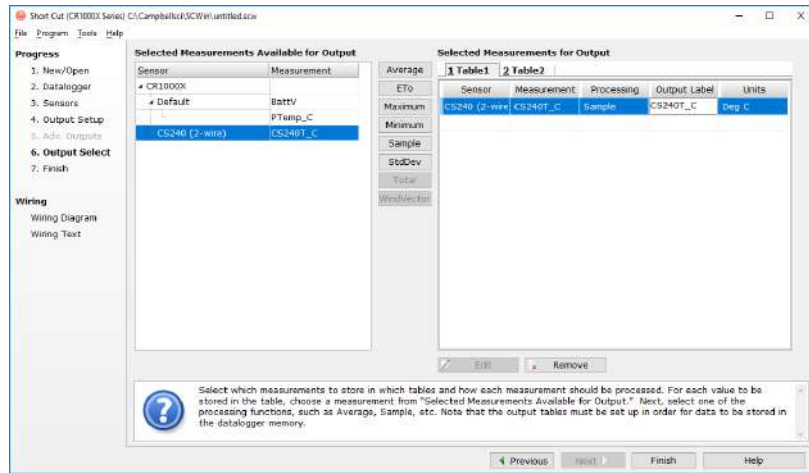 Short Cut (CR1000X Series) C:\Campbellsci\SCWin\untitled.scw
File Program Tools Help
Progress
1. New/Open
2. Datalogger
3. Sensors
4. Output Setup
5. Adv. Outputs
6. Output Select
7. Finish
Wiring
Wiring Diagram
Wiring Text
Selected Measurements Available for Output
Sensor Measurement
CR1000X
Default BattV
PTemp_C
CS240 (2-wire) CS240T_C
Average
ETo
Maximum
Minimum
Sample
StdDev
Total
WindVector
Selected Measurements for Output
1 Table1 2 Table2
Sensor Measurement Processing Output Label Units
CS240 (2-wire CS240T_C Sample CS240T_C Deg C
Edit Remove
Select which measurements to store in which tables and how each measurement should be processed. For each value to be
stored in the table, choose a measurement from "Selected Measurements Available for Output." Next, select one of the
processing functions, such as Average, Sample, etc. Note that the output tables must be set up in order for data to be stored in
the datalogger memory.
Previous Next Finish Help